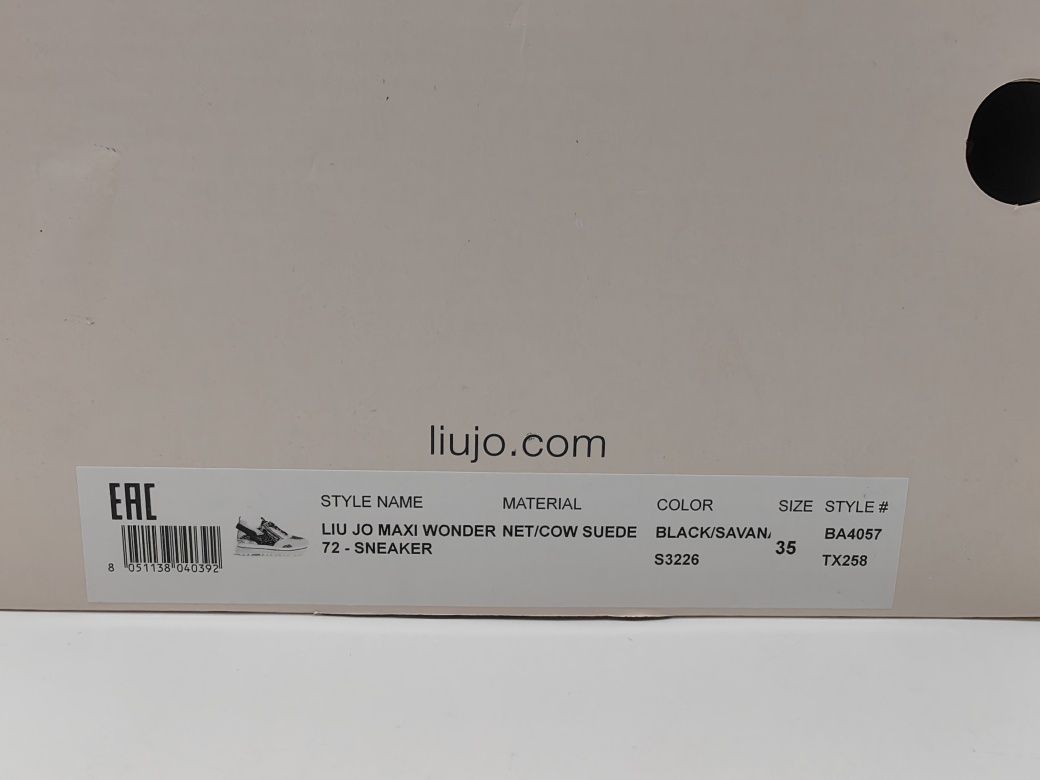 liujo.com
EAC
STYLE NAME MATERIAL COLOR SIZE STYLE #
LIU JO MAXI WONDER NET/COW SUEDE BLACK/SAVANA 35 BA4057
72 - SNEAKER S3226 TX258
8 051138 040392